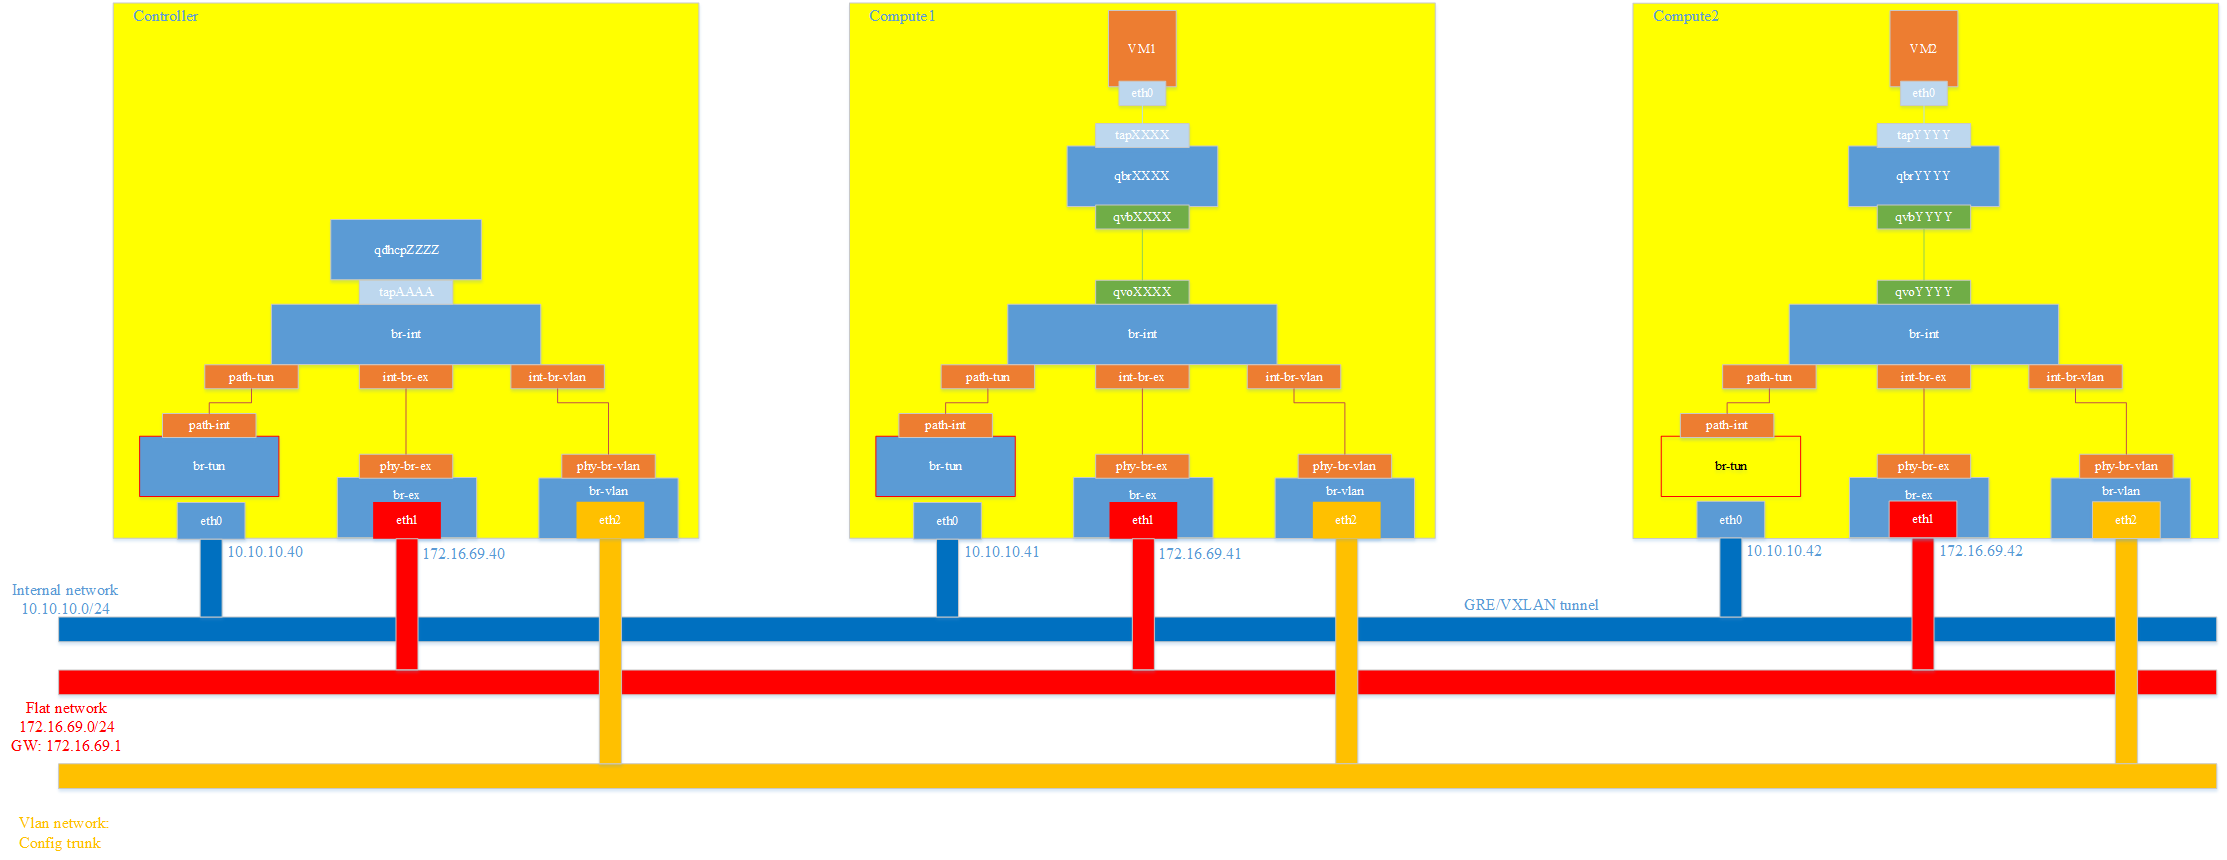 Controller
qdhcpZZZZ
tapAAAA
br-int
path-tun
int-br-ex
int-br-vlan
path-int
br-tun
phy-br-ex
phy-br-vlan
br-ex
br-vlan
eth0
eth1
eth2
10.10.10.40
172.16.69.40
Compute1
VM1
eth0
tapXXXX
qbrXXXX
qvbXXXX
qvoXXXX
br-int
path-tun
int-br-ex
int-br-vlan
path-int
br-tun
phy-br-ex
phy-br-vlan
br-ex
br-vlan
eth0
eth1
eth2
10.10.10.41
172.16.69.41
Compute2
VM2
eth0
tapYYYY
qbrYYYY
qvbYYYY
qvoYYYY
br-int
path-tun
int-br-ex
int-br-vlan
path-int
br-tun
phy-br-ex
phy-br-vlan
br-ex
br-vlan
eth0
eth1
eth2
10.10.10.42
172.16.69.42
Internal network
10.10.10.0/24
GRE/VXLAN tunnel
Flat network
172.16.69.0/24
GW: 172.16.69.1
Vlan network:
Config trunk